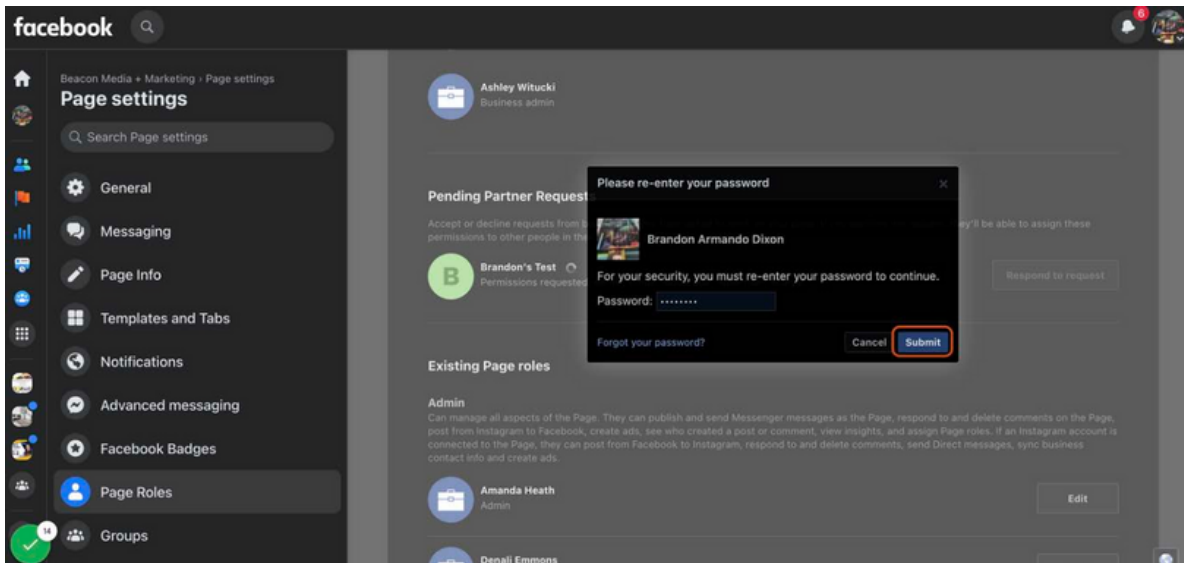 facebook
6
Beacon Media + Marketing › Page settings
Page settings
Search Page settings
General
Messaging
Page Info
Templates and Tabs
Notifications
Advanced messaging
Facebook Badges
Page Roles
Groups
14
Ashley Witucki
Business admin
Pending Partner Requests
Accept or decline requests from b
ey'll be able to assign these
permissions to other people in the
B
Brandon's Test
Permissions requested
Respond to request
Please re-enter your password
Brandon Armando Dixon
For your security, you must re-enter your password to continue.
Password: ········
Forgot your password?
Cancel
Submit
Existing Page roles
Admin
Can manage all aspects of the Page. They can publish and send Messenger messages as the Page, respond to and delete comments on the Page,
post from Instagram to Facebook, create ads, see who created a post or comment, view insights, and assign Page roles. If an Instagram account is
connected to the Page, they can post from Facebook to Instagram, respond to and delete comments, send Direct messages, sync business
contact info and create ads.
Amanda Heath
Admin
Edit
Denali Emmons